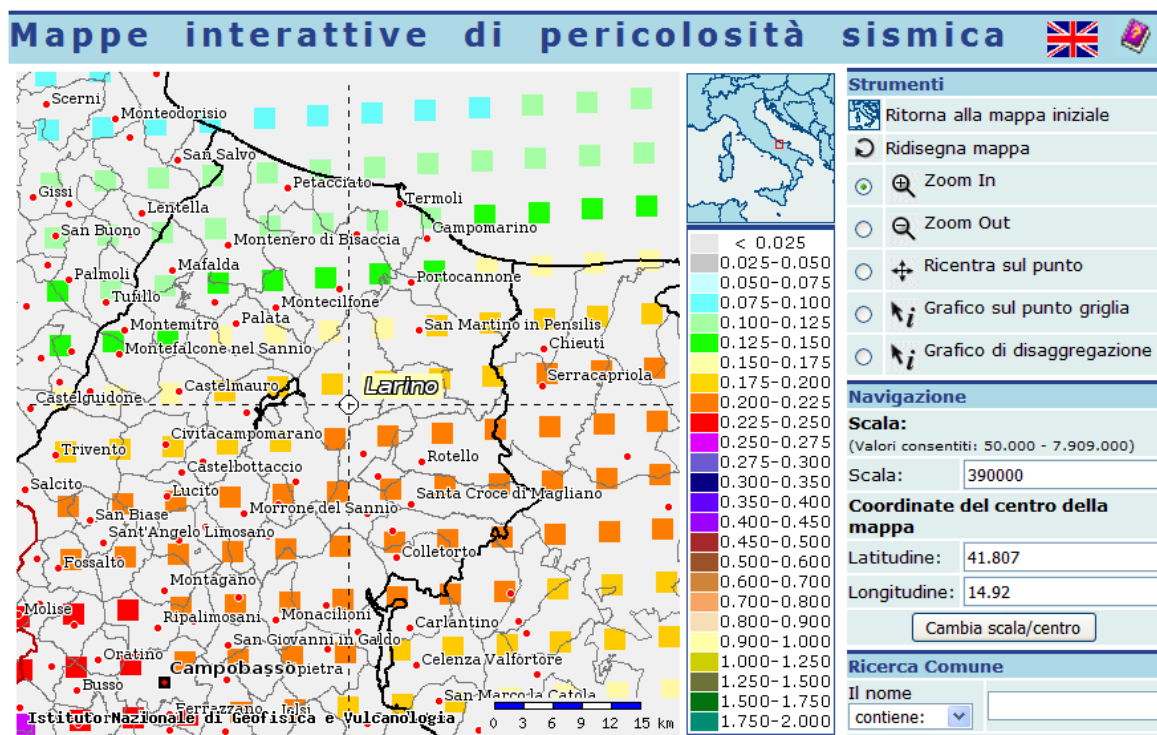 Mappe interattive di pericolosità sismica
Scerni
Monteodorisio
San Salvo
Petacciato
Gissi
Termoli
Lentella
San Buono
Campomarino
Montenero di Bisaccia
Mafalda
Palmoli
Portocannone
Tufillo
Montecilfone
Palata
Montemitro
San Martino in Pensilis
Chieuti
Montefalcone nel Sannio
Serracapriola
Castelmauro
Larino
Castelguidone
Civitacampomarano
Trivento
Rotello
Castelbottaccio
Salcito
Lucito
Santa Croce di Magliano
Morrone del Sannio
San Biase
Sant'Angelo Limosano
Colletorto
Fossalto
Montagano
Molise
Ripalimosani
Monacilioni
Carlantino
San Giovanni in Galdo
Oratino
Campobasso
pietra
Celenza Valfortore
Busso
San Marco la Catola
Ferrazzano
Istituto Nazionale di Geofisica e Vulcanologia
0 3 6 9 12 15 km
< 0.025
0.025-0.050
0.050-0.075
0.075-0.100
0.100-0.125
0.125-0.150
0.150-0.175
0.175-0.200
0.200-0.225
0.225-0.250
0.250-0.275
0.275-0.300
0.300-0.350
0.350-0.400
0.400-0.450
0.450-0.500
0.500-0.600
0.600-0.700
0.700-0.800
0.800-0.900
0.900-1.000
1.000-1.250
1.250-1.500
1.500-1.750
1.750-2.000
Strumenti
Ritorna alla mappa iniziale
Ridisegna mappa
Zoom In
Zoom Out
Ricentra sul punto
Grafico sul punto griglia
Grafico di disaggregazione
Navigazione
Scala:
(Valori consentiti: 50.000 - 7.909.000)
Scala: 390000
Coordinate del centro della
mappa
Latitudine: 41.807
Longitudine: 14.92
Cambia scala/centro
Ricerca Comune
Il nome
contiene: